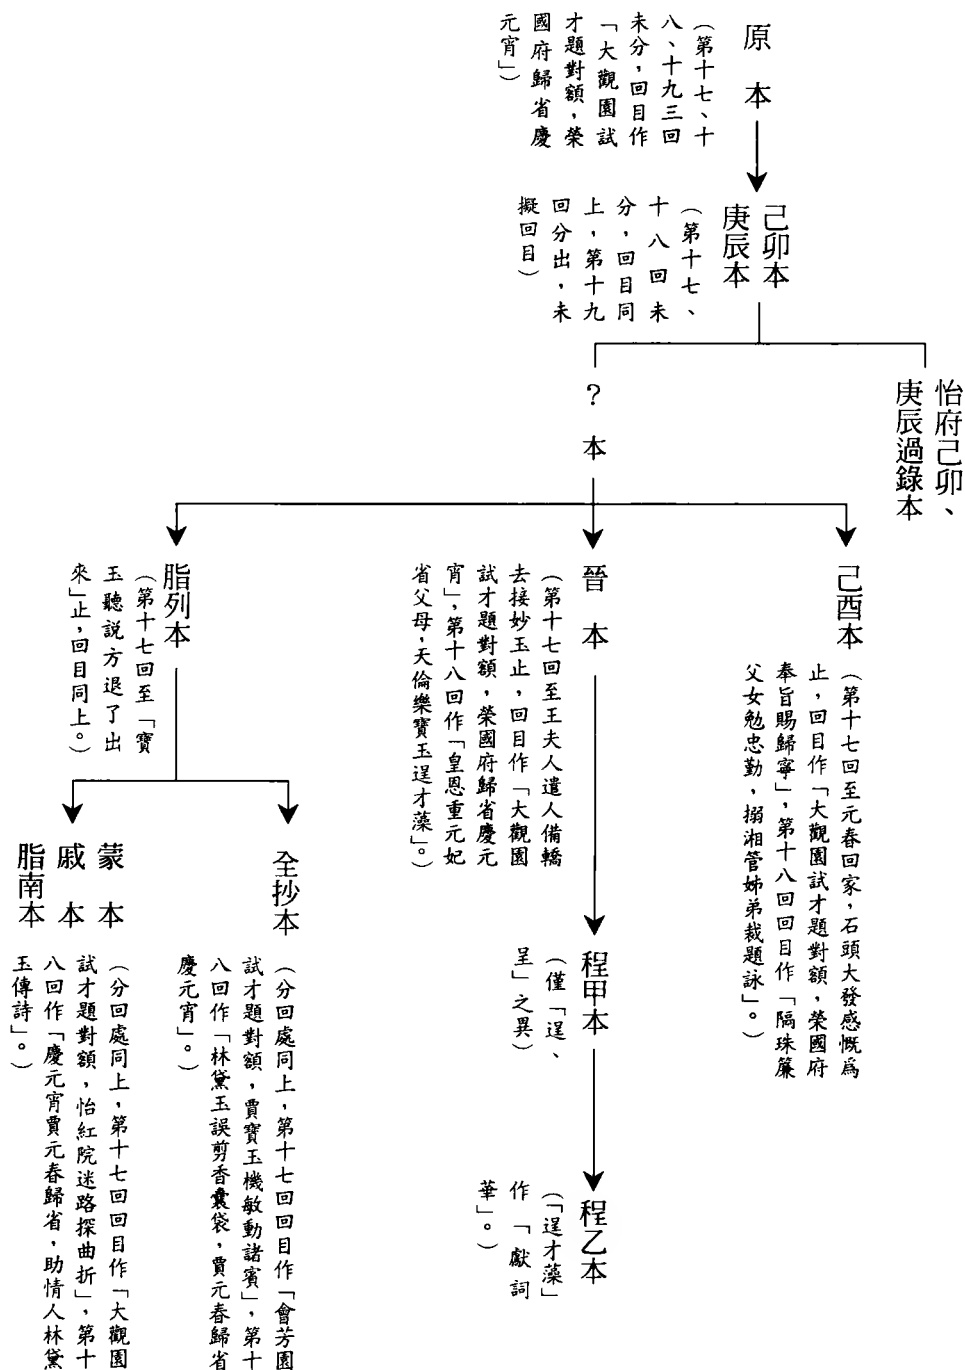 原　本
（第十七、十
八、十九三回
未分，回目作
「大觀園試
才題對額，榮
國府歸省慶
元宵」）
己卯本
庚辰本
（第十七、
十八回未
分，回目同
上，第十九
回分出，未
擬回目）
怡府己卯、
庚辰過錄本
？　本
己酉本
（第十七回至元春回家，石頭大發感慨爲
止，回目作「大觀園試才題對額，榮國府
奉旨賜歸寧」，第十八回回目作「隔珠簾
父女勉忠勤，搦湘管姊弟裁題詠」。）
晉　本
（第十七回至王夫人遣人備轎
去接妙玉止，回目作「大觀園
試才題對額，榮國府歸省慶元
宵」，第十八回作「皇恩重元妃
省父母，天倫樂寶玉逞才藻」。）
程甲本
（僅「逞、
呈」之異）
程乙本
（「逞才藻」
作「獻詞
華」。）
脂列本
（第十七回至「寶
玉聽説方退了出
來」止，回目同上。）
全抄本
（分回處同上，第十七回回目作「會芳園
試才題對額，賈寶玉機敏動諸賓」，第十
八回作「林黛玉誤剪香囊袋，賈元春歸省
慶元宵」。）
蒙　本
戚　本
脂南本
（分回處同上，第十七回回目作「大觀園
試才題對額，怡紅院迷路探曲折」，第十
八回作「慶元宵賈元春歸省，助情人林黛
玉傳詩」。）